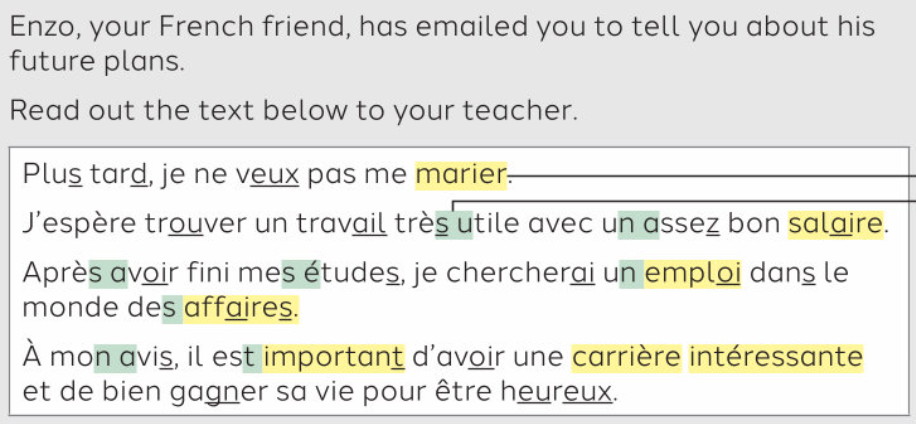 Enzo, your French friend, has emailed you to tell you about his
future plans.
Read out the text below to your teacher.
Plus tard, je ne veux pas me marier.
J'espère trouver un travail très utile avec un assez bon salaire.
Après avoir fini mes études, je chercherai un emploi dans le
monde des affaires.
À mon avis, il est important d'avoir une carrière intéressante
et de bien gagner sa vie pour être heureux.